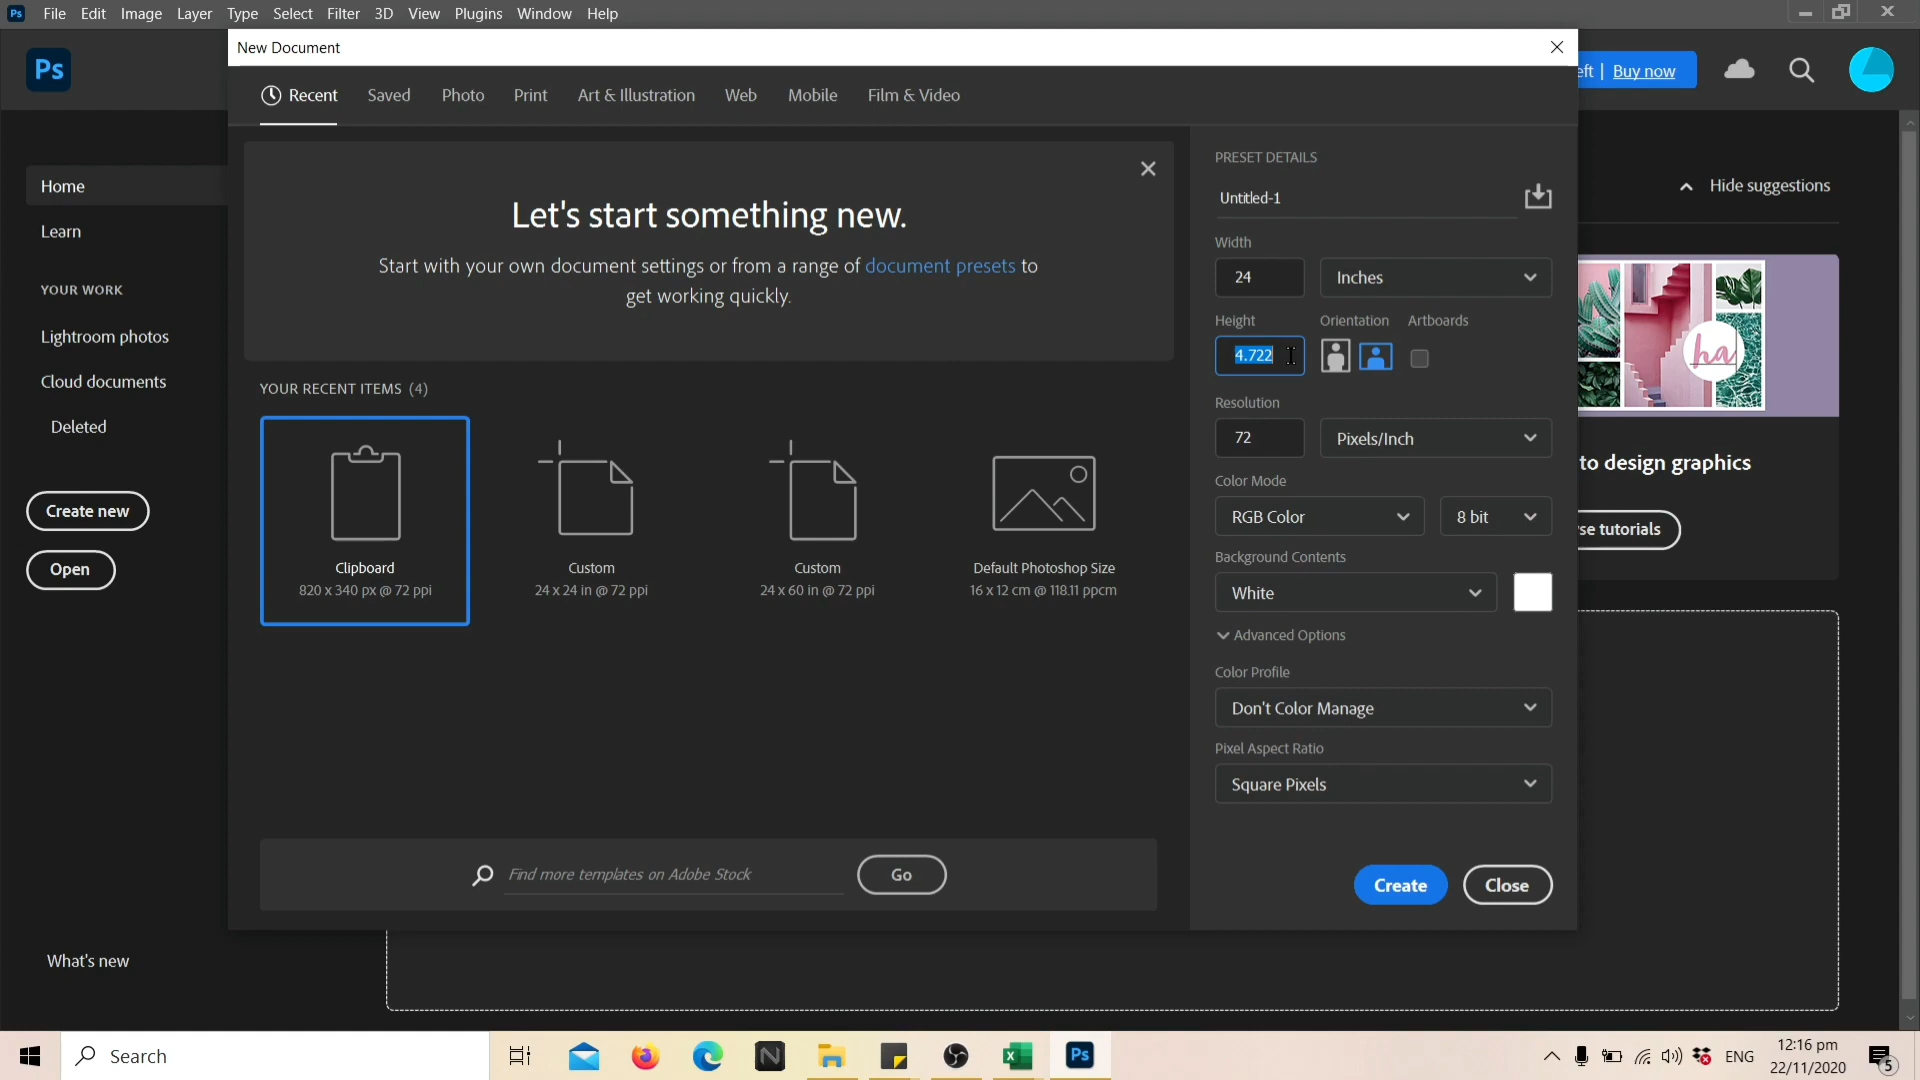 Ps File Edit Image Layer Type Select Filter 3D View Plugins Window Help
New Document
Ps
Recent Saved Photo Print Art & Illustration Web Mobile Film & Video
eft | Buy now
Home
Learn
YOUR WORK
Lightroom photos
Cloud documents
Deleted
Create new
Open
What's new
Let's start something new.
Start with your own document settings or from a range of document presets to
get working quickly.
YOUR RECENT ITEMS (4)
Clipboard
820 x 340 px @ 72 ppi
Custom
24 x 24 in @ 72 ppi
Custom
24 x 60 in @ 72 ppi
Default Photoshop Size
16 x 12 cm @ 118.11 ppcm
Find more templates on Adobe Stock
Go
PRESET DETAILS
Untitled-1
Width
24 Inches
Height Orientation Artboards
4.722
Resolution
72 Pixels/Inch
Color Mode
RGB Color 8 bit
Background Contents
White
Advanced Options
Color Profile
Don't Color Manage
Pixel Aspect Ratio
Square Pixels
Create Close
Hide suggestions
ha
to design graphics
se tutorials
Search
N
Ps
ENG
12:16 pm
22/11/2020
5